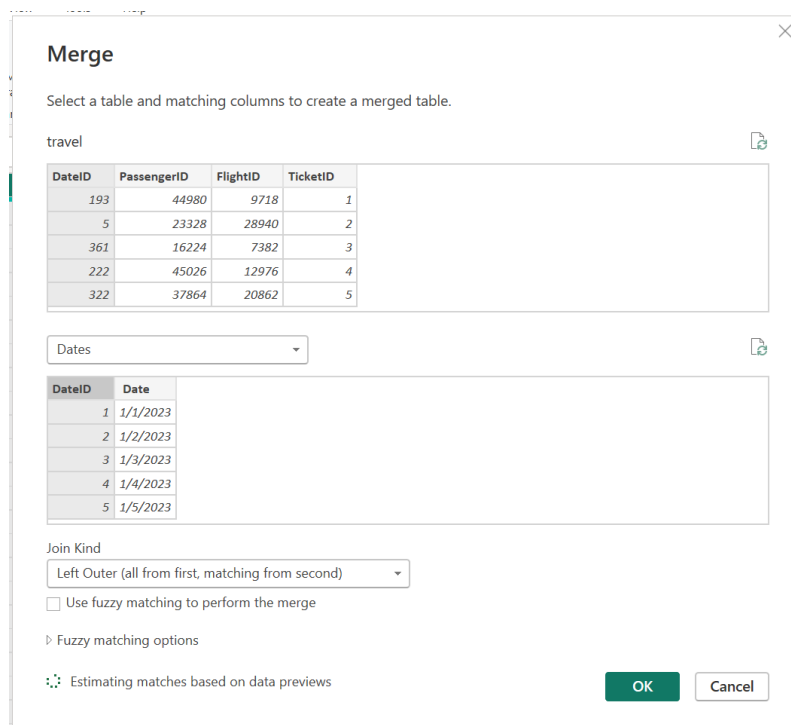 Merge
Select a table and matching columns to create a merged table.
travel
DateID PassengerID FlightID TicketID
193 44980 9718 1
5 23328 28940 2
361 16224 7382 3
222 45026 12976 4
322 37864 20862 5
Dates
DateID Date
1 1/1/2023
2 1/2/2023
3 1/3/2023
4 1/4/2023
5 1/5/2023
Join Kind
Left Outer (all from first, matching from second)
Use fuzzy matching to perform the merge
Fuzzy matching options
Estimating matches based on data previews
OK Cancel